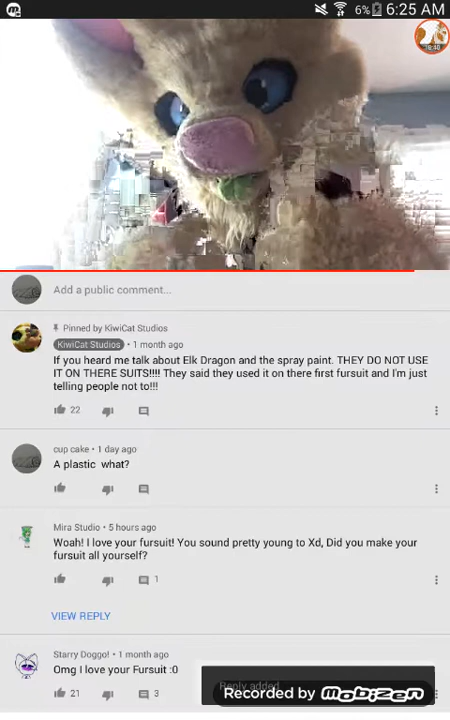 6% 6:25 AM
18:40
Add a public comment...
Pinned by KiwiCat Studios
KiwiCat Studios • 1 month ago
If you heard me talk about Elk Dragon and the spray paint. THEY DO NOT USE
IT ON THERE SUITS!!!! They said they used it on there first fursuit and I'm just
telling people not to!!!
22
cup cake • 1 day ago
A plastic what?
Mira Studio • 5 hours ago
Woah! I love your fursuit! You sound pretty young to Xd, Did you make your
fursuit all yourself?
1
VIEW REPLY
Starry Doggo! • 1 month ago
Omg I love your Fursuit :0
21 3
Reply added
Recorded by MOBIZEN